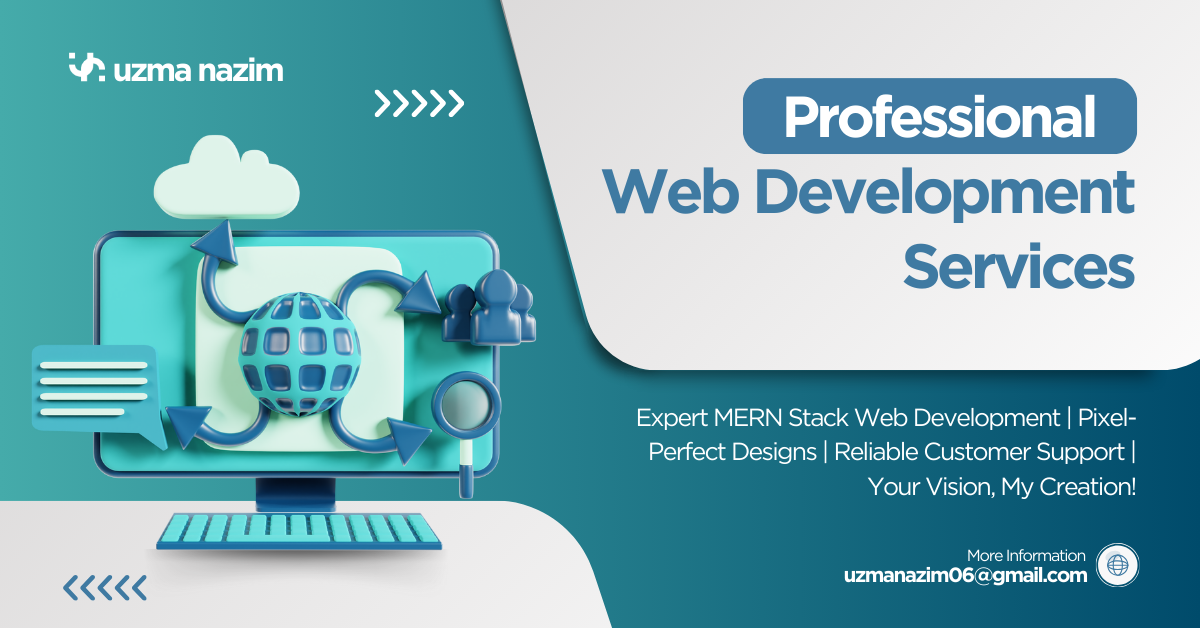 uzma nazim
Professional
Web Development
Services
Expert MERN Stack Web Development | Pixel-
Perfect Designs | Reliable Customer Support |
Your Vision, My Creation!
More Information
uzmanazim06@gmail.com